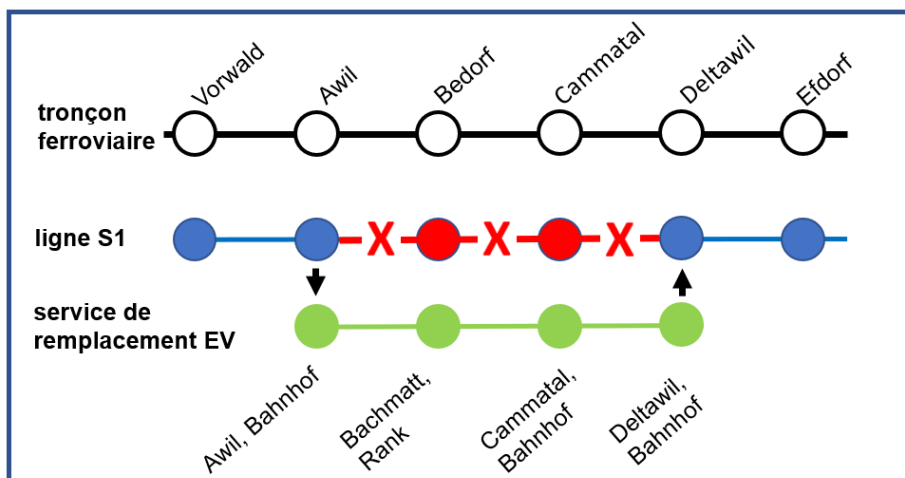 Vorwald
Awil
Bedorf
Cammatal
Deltawil
Efdorf
tronçon
ferroviaire
ligne S1
X X X
service de
remplacement EV
Awil, Bahnhof
Bachmatt,
Rank
Cammatal,
Bahnhof
Deltawil,
Bahnhof